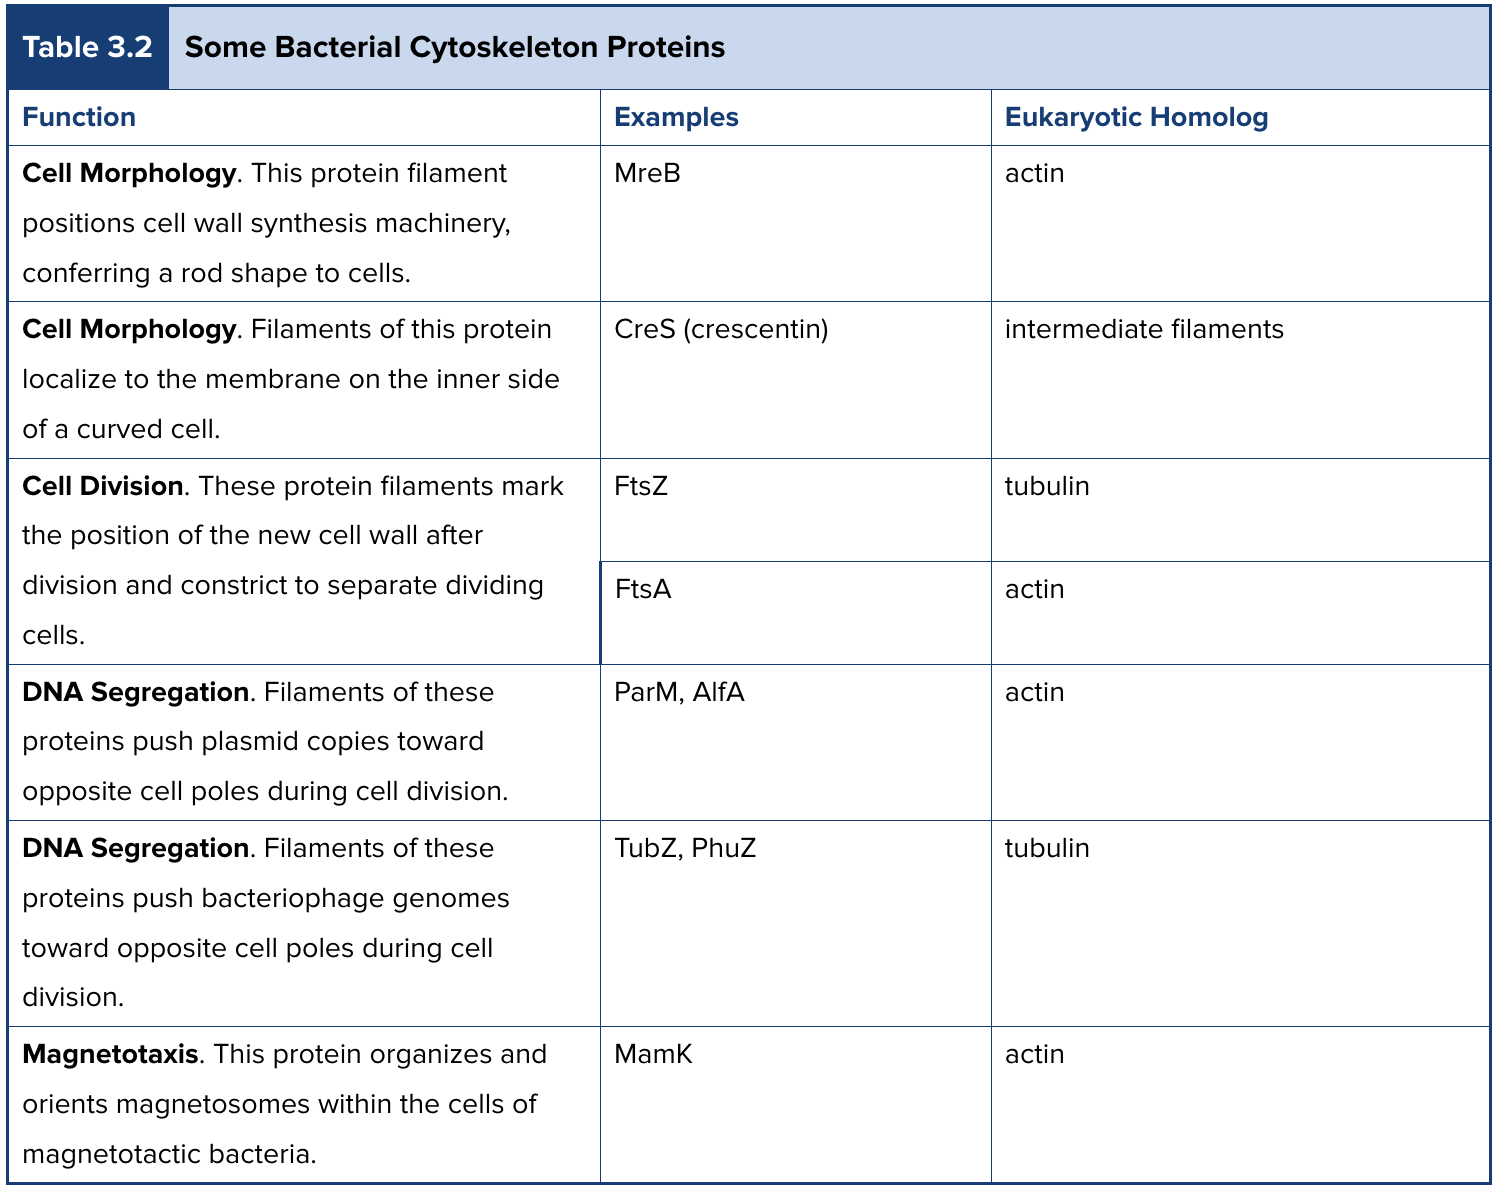 Table 3.2 Some Bacterial Cytoskeleton Proteins
Function Examples Eukaryotic Homolog
Cell Morphology. This protein filament MreB actin
positions cell wall synthesis machinery,
conferring a rod shape to cells.
Cell Morphology. Filaments of this protein CreS (crescentin) intermediate filaments
localize to the membrane on the inner side
of a curved cell.
Cell Division. These protein filaments mark FtsZ tubulin
the position of the new cell wall after
division and constrict to separate dividing FtsA actin
cells.
DNA Segregation. Filaments of these ParM, AlfA actin
proteins push plasmid copies toward
opposite cell poles during cell division.
DNA Segregation. Filaments of these TubZ, PhuZ tubulin
proteins push bacteriophage genomes
toward opposite cell poles during cell
division.
Magnetotaxis. This protein organizes and MamK actin
orients magnetosomes within the cells of
magnetotactic bacteria.